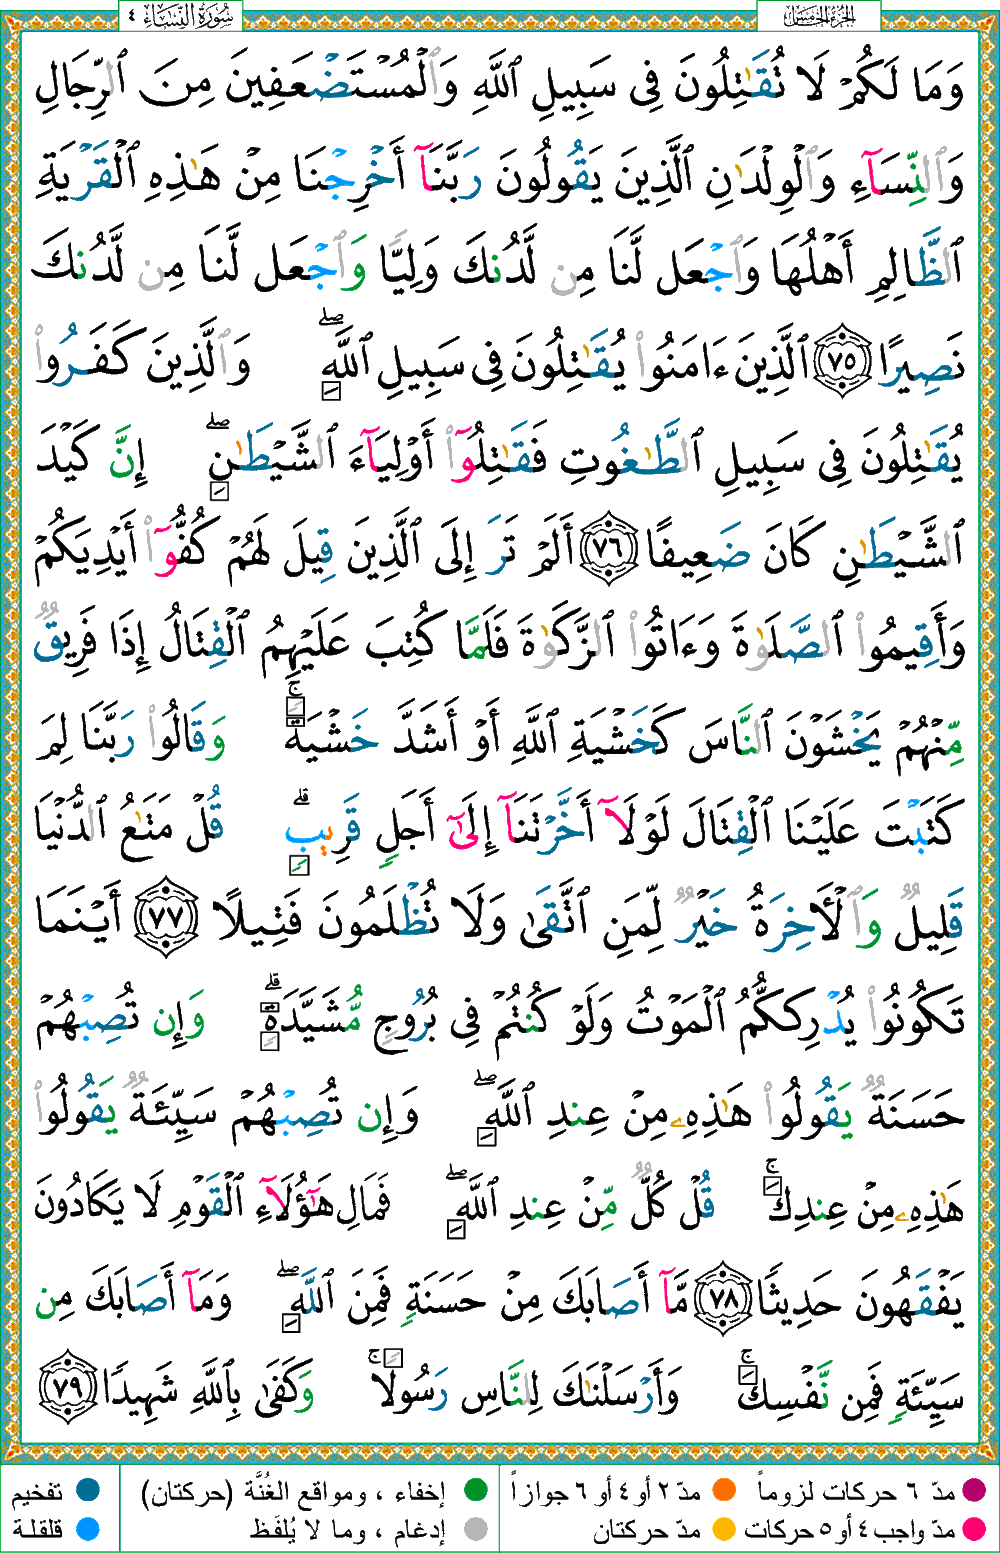 سُورَةُ النِّسَاءِ ٤
الجُزْءُ الخَامِسُ
وَمَا لَكُمْ لَا تُقَٰتِلُونَ فِى سَبِيلِ ٱللَّهِ وَٱلْمُسْتَضْعَفِينَ مِنَ ٱلرِّجَالِ
وَٱلنِّسَآءِ وَٱلْوِلْدَٰنِ ٱلَّذِينَ يَقُولُونَ رَبَّنَآ أَخْرِجْنَا مِنْ هَٰذِهِ ٱلْقَرْيَةِ
ٱلظَّالِمِ أَهْلُهَا وَٱجْعَل لَّنَا مِن لَّدُنكَ وَلِيًّا وَٱجْعَل لَّنَا مِن لَّدُنكَ
نَصِيرًا ٧٥ ٱلَّذِينَ ءَامَنُوا۟ يُقَٰتِلُونَ فِى سَبِيلِ ٱللَّهِ ۖ وَٱلَّذِينَ كَفَرُوا۟
يُقَٰتِلُونَ فِى سَبِيلِ ٱلطَّٰغُوتِ فَقَٰتِلُوٓا۟ أَوْلِيَآءَ ٱلشَّيْطَٰنِ ۖ إِنَّ كَيْدَ
ٱلشَّيْطَٰنِ كَانَ ضَعِيفًا ٧٦ أَلَمْ تَرَ إِلَى ٱلَّذِينَ قِيلَ لَهُمْ كُفُّوٓا۟ أَيْدِيَكُمْ
وَأَقِيمُوا۟ ٱلصَّلَوٰةَ وَءَاتُوا۟ ٱلزَّكَوٰةَ فَلَمَّا كُتِبَ عَلَيْهِمُ ٱلْقِتَالُ إِذَا فَرِيقٌ
مِّنْهُمْ يَخْشَوْنَ ٱلنَّاسَ كَخَشْيَةِ ٱللَّهِ أَوْ أَشَدَّ خَشْيَةً ۚ وَقَالُوا۟ رَبَّنَا لِمَ
كَتَبْتَ عَلَيْنَا ٱلْقِتَالَ لَوْلَآ أَخَّرْتَنَآ إِلَىٰٓ أَجَلٍ قَرِيبٍ ۗ قُلْ مَتَٰعُ ٱلدُّنْيَا
قَلِيلٌ وَٱلْأَخِرَةُ خَيْرٌ لِّمَنِ ٱتَّقَىٰ وَلَا تُظْلَمُونَ فَتِيلًا ٧٧ أَيْنَمَا
تَكُونُوا۟ يُدْرِككُّمُ ٱلْمَوْتُ وَلَوْ كُنتُمْ فِى بُرُوجٍ مُّشَيَّدَةٍ ۗ وَإِن تُصِبْهُمْ
حَسَنَةٌ يَقُولُوا۟ هَٰذِهِۦ مِنْ عِندِ ٱللَّهِ ۖ وَإِن تُصِبْهُمْ سَيِّئَةٌ يَقُولُوا۟
هَٰذِهِۦ مِنْ عِندِكَ ۚ قُلْ كُلٌّ مِّنْ عِندِ ٱللَّهِ ۖ فَمَالِ هَٰٓؤُلَآءِ ٱلْقَوْمِ لَا يَكَادُونَ
يَفْقَهُونَ حَدِيثًا ٧٨ مَّآ أَصَابَكَ مِنْ حَسَنَةٍ فَمِنَ ٱللَّهِ ۖ وَمَآ أَصَابَكَ مِن
سَيِّئَةٍ فَمِن نَّفْسِكَ ۚ وَأَرْسَلْنَٰكَ لِلنَّاسِ رَسُولًا ۚ وَكَفَىٰ بِٱللَّهِ شَهِيدًا ٧٩
مدّ ٦ حركات لزوماً مدّ ٢ أو ٤ أو ٦ جوازاً إخفاء ، ومواقع الغُنَّة (حركتان) تفخيم
مدّ واجب ٤ أو ٥ حركات مدّ حركتان إدغام ، وما لا يُلفَظ قلقلة